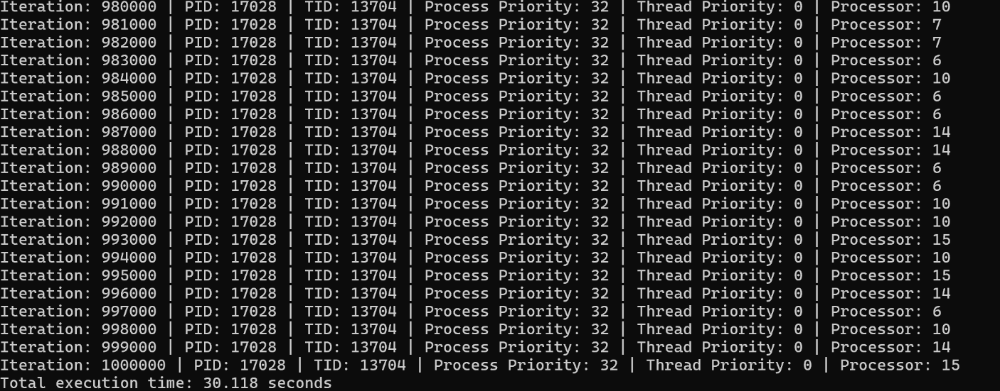 Iteration: 980000 | PID: 17028 | TID: 13704 | Process Priority: 32 | Thread Priority: 0 | Processor: 10
Iteration: 981000 | PID: 17028 | TID: 13704 | Process Priority: 32 | Thread Priority: 0 | Processor: 7
Iteration: 982000 | PID: 17028 | TID: 13704 | Process Priority: 32 | Thread Priority: 0 | Processor: 7
Iteration: 983000 | PID: 17028 | TID: 13704 | Process Priority: 32 | Thread Priority: 0 | Processor: 6
Iteration: 984000 | PID: 17028 | TID: 13704 | Process Priority: 32 | Thread Priority: 0 | Processor: 10
Iteration: 985000 | PID: 17028 | TID: 13704 | Process Priority: 32 | Thread Priority: 0 | Processor: 6
Iteration: 986000 | PID: 17028 | TID: 13704 | Process Priority: 32 | Thread Priority: 0 | Processor: 6
Iteration: 987000 | PID: 17028 | TID: 13704 | Process Priority: 32 | Thread Priority: 0 | Processor: 14
Iteration: 988000 | PID: 17028 | TID: 13704 | Process Priority: 32 | Thread Priority: 0 | Processor: 14
Iteration: 989000 | PID: 17028 | TID: 13704 | Process Priority: 32 | Thread Priority: 0 | Processor: 6
Iteration: 990000 | PID: 17028 | TID: 13704 | Process Priority: 32 | Thread Priority: 0 | Processor: 6
Iteration: 991000 | PID: 17028 | TID: 13704 | Process Priority: 32 | Thread Priority: 0 | Processor: 10
Iteration: 992000 | PID: 17028 | TID: 13704 | Process Priority: 32 | Thread Priority: 0 | Processor: 10
Iteration: 993000 | PID: 17028 | TID: 13704 | Process Priority: 32 | Thread Priority: 0 | Processor: 15
Iteration: 994000 | PID: 17028 | TID: 13704 | Process Priority: 32 | Thread Priority: 0 | Processor: 10
Iteration: 995000 | PID: 17028 | TID: 13704 | Process Priority: 32 | Thread Priority: 0 | Processor: 15
Iteration: 996000 | PID: 17028 | TID: 13704 | Process Priority: 32 | Thread Priority: 0 | Processor: 14
Iteration: 997000 | PID: 17028 | TID: 13704 | Process Priority: 32 | Thread Priority: 0 | Processor: 6
Iteration: 998000 | PID: 17028 | TID: 13704 | Process Priority: 32 | Thread Priority: 0 | Processor: 10
Iteration: 999000 | PID: 17028 | TID: 13704 | Process Priority: 32 | Thread Priority: 0 | Processor: 14
Iteration: 1000000 | PID: 17028 | TID: 13704 | Process Priority: 32 | Thread Priority: 0 | Processor: 15
Total execution time: 30.118 seconds